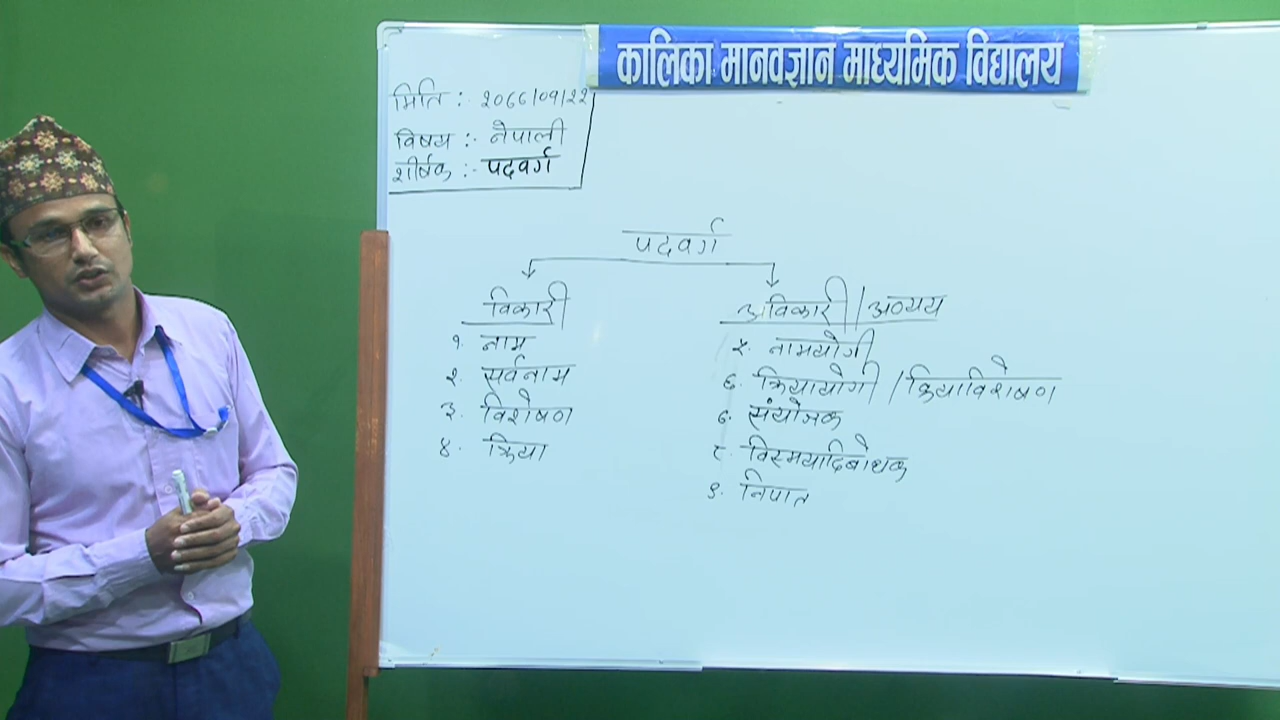 कालिका मानवज्ञान माध्यमिक विद्यालय
मिति :- २०७७/०१/२२
विषय :- नेपाली
शीर्षक :- पदवर्ग
पदवर्ग
विकारी
१. नाम
२. सर्वनाम
३. विशेषण
४. क्रिया
अविकारी/अव्यय
५. नामयोगी
६. क्रियायोगी / क्रियाविशेषण
७. संयोजक
८. विस्मयादिबोधक
९. निपात